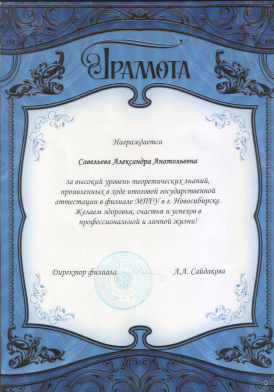 Грамота
Награждается
Савельева Александра Анатольевна
за высокий уровень теоретических знаний,
проявленных в ходе итоговой государственной
аттестации в филиале МПГУ в г. Новосибирске.
Желаем здоровья, счастья и успехов в
профессиональной и личной жизни!
Директор филиала А.А. Сайдакова